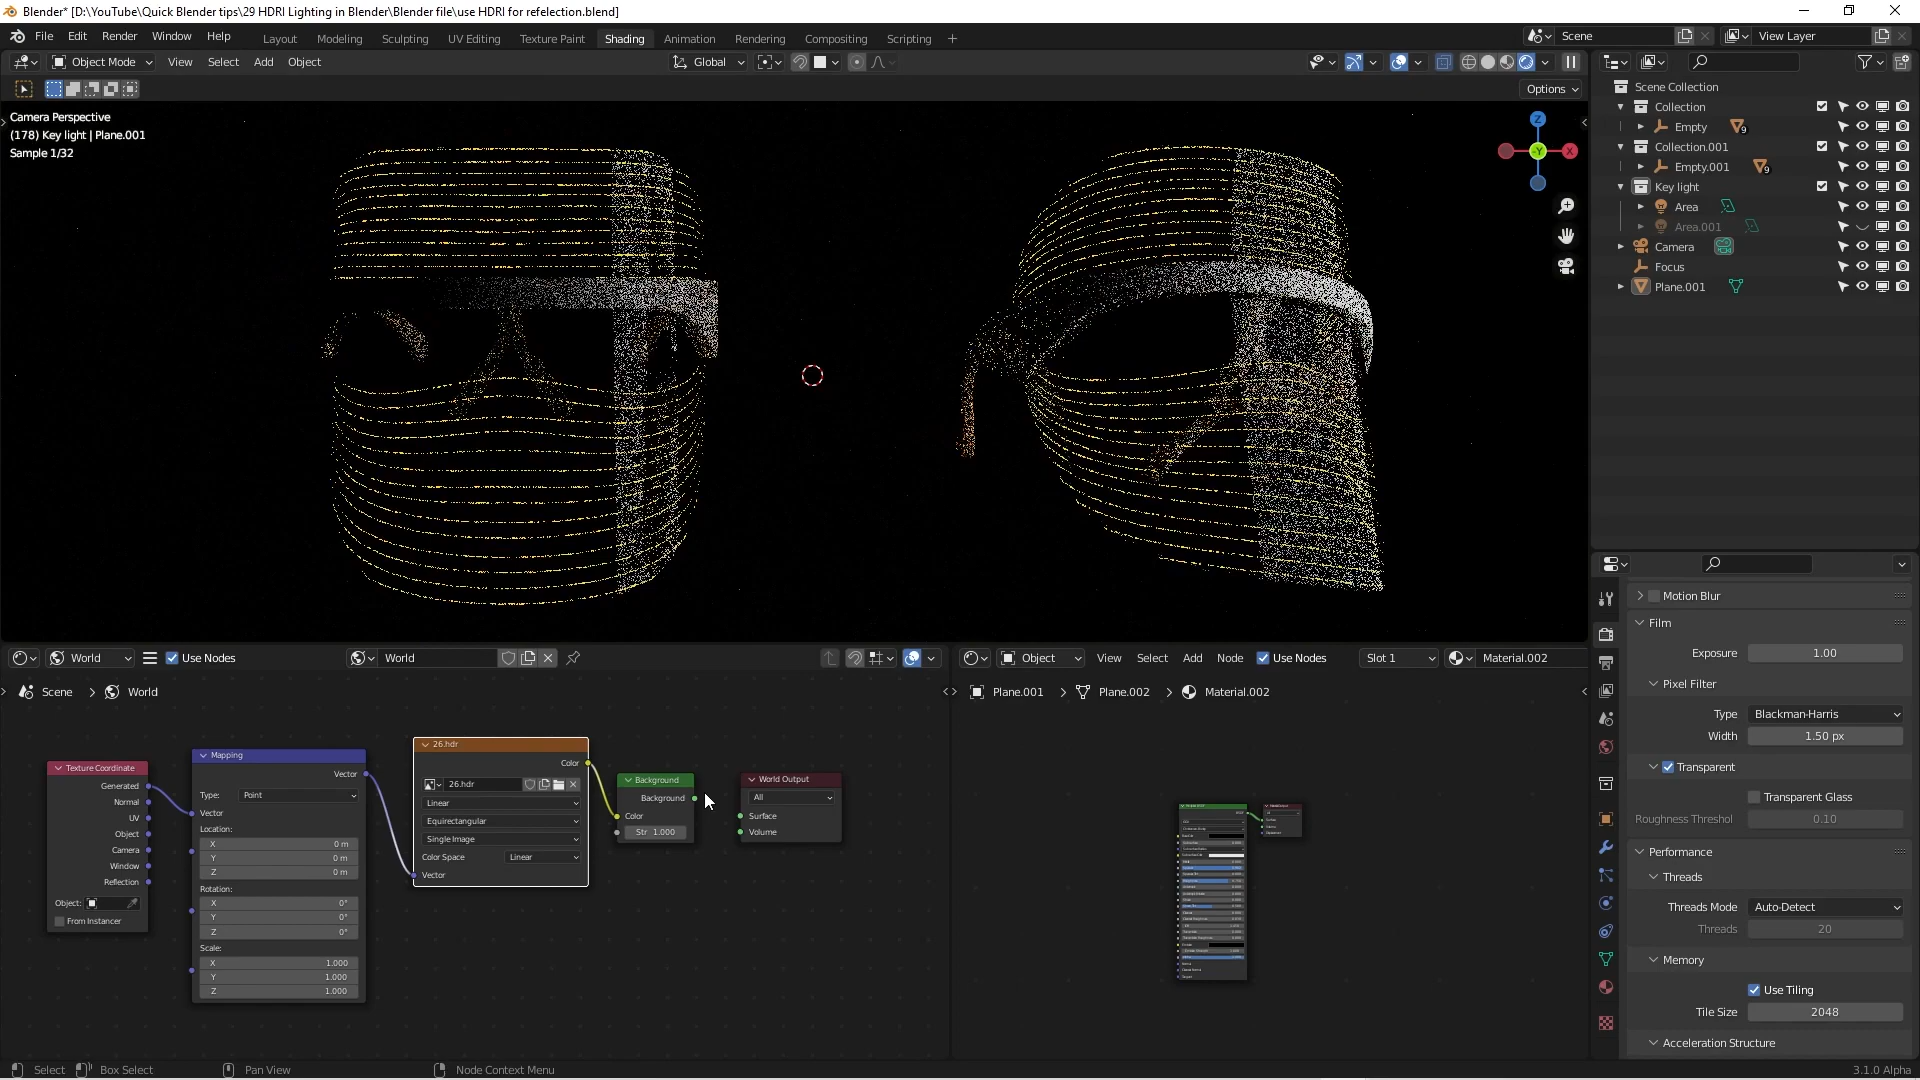 Blender* [D:\YouTube\Quick Blender tips\29 HDRI Lighting in Blender\Blender file\use HDRI for refelection.blend]
File Edit Render Window Help
Layout Modeling Sculpting UV Editing Texture Paint Shading Animation Rendering Compositing Scripting
Scene View Layer
Object Mode View Select Add Object Global
Options
Camera Perspective
(178) Key light | Plane.001
Sample 1/32
Z
-Y
X
Scene Collection
Collection
Empty 9
Collection.001
Empty.001 9
Key light
Area
Area.001
Camera
Focus
Plane.001
Motion Blur
Film
Exposure 1.00
Pixel Filter
Type Blackman-Harris
Width 1.50 px
Transparent
Transparent Glass
Roughness Threshol 0.10
Performance
Threads
Threads Mode Auto-Detect
Threads 20
Memory
Use Tiling
Tile Size 2048
Acceleration Structure
World Use Nodes World
Scene > World
Texture Coordinate
Generated
Normal
UV
Object
Camera
Window
Reflection
Object:
From Instancer
Mapping
Vector
Type: Point
Vector
Location:
X 0 m
Y 0 m
Z 0 m
Rotation:
X 0°
Y 0°
Z 0°
Scale:
X 1.000
Y 1.000
Z 1.000
26.hdr
Color
26.hdr
Linear
Equirectangular
Single Image
Color Space Linear
Vector
Background
Background
Color
Str 1.000
World Output
All
Surface
Volume
Object View Select Add Node Use Nodes Slot 1 Material.002
Plane.001 > Plane.002 > Material.002
Select Box Select Pan View Node Context Menu
3.1.0 Alpha